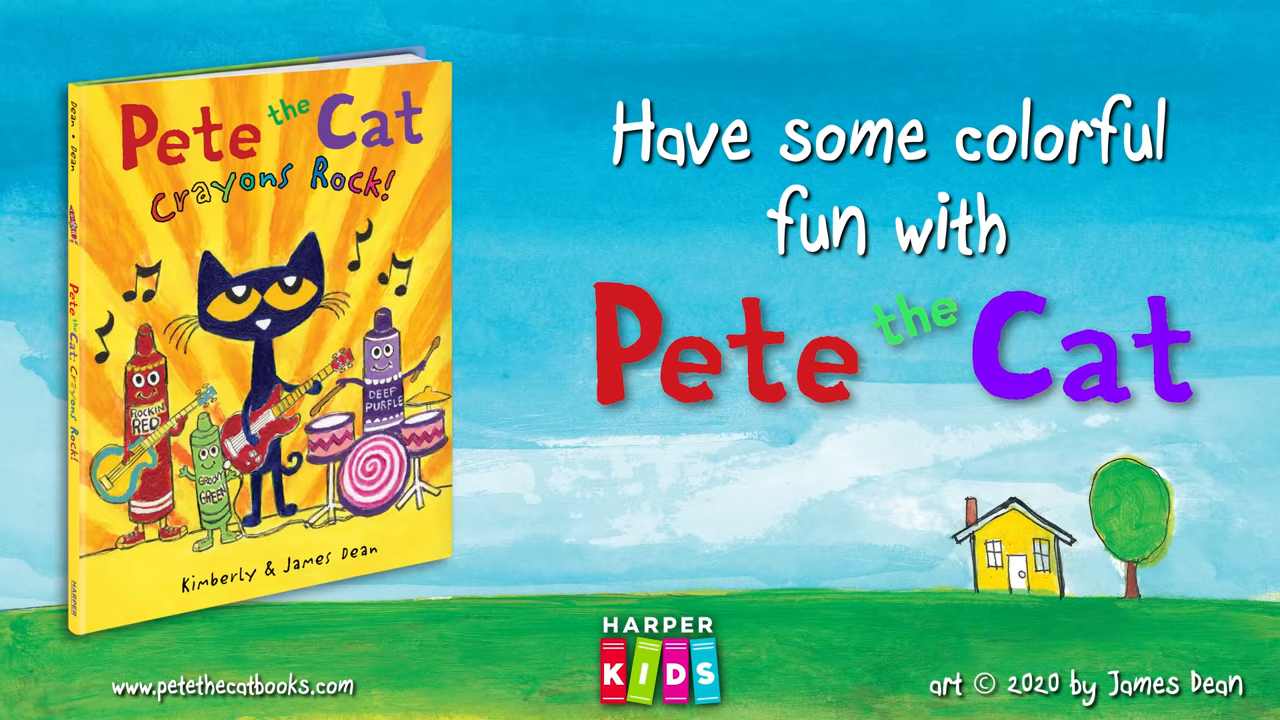 Dean • Dean
Pete the Cat: Crayons Rock!
HARPER
Pete the Cat
Crayons Rock!
ROCKIN
RED
GROOVY
GREEN
DEEP
PURPLE
Kimberly & James Dean
Have some colorful
fun with
Pete the Cat
HARPER
KIDS
www.petethecatbooks.com
art © 2020 by James Dean